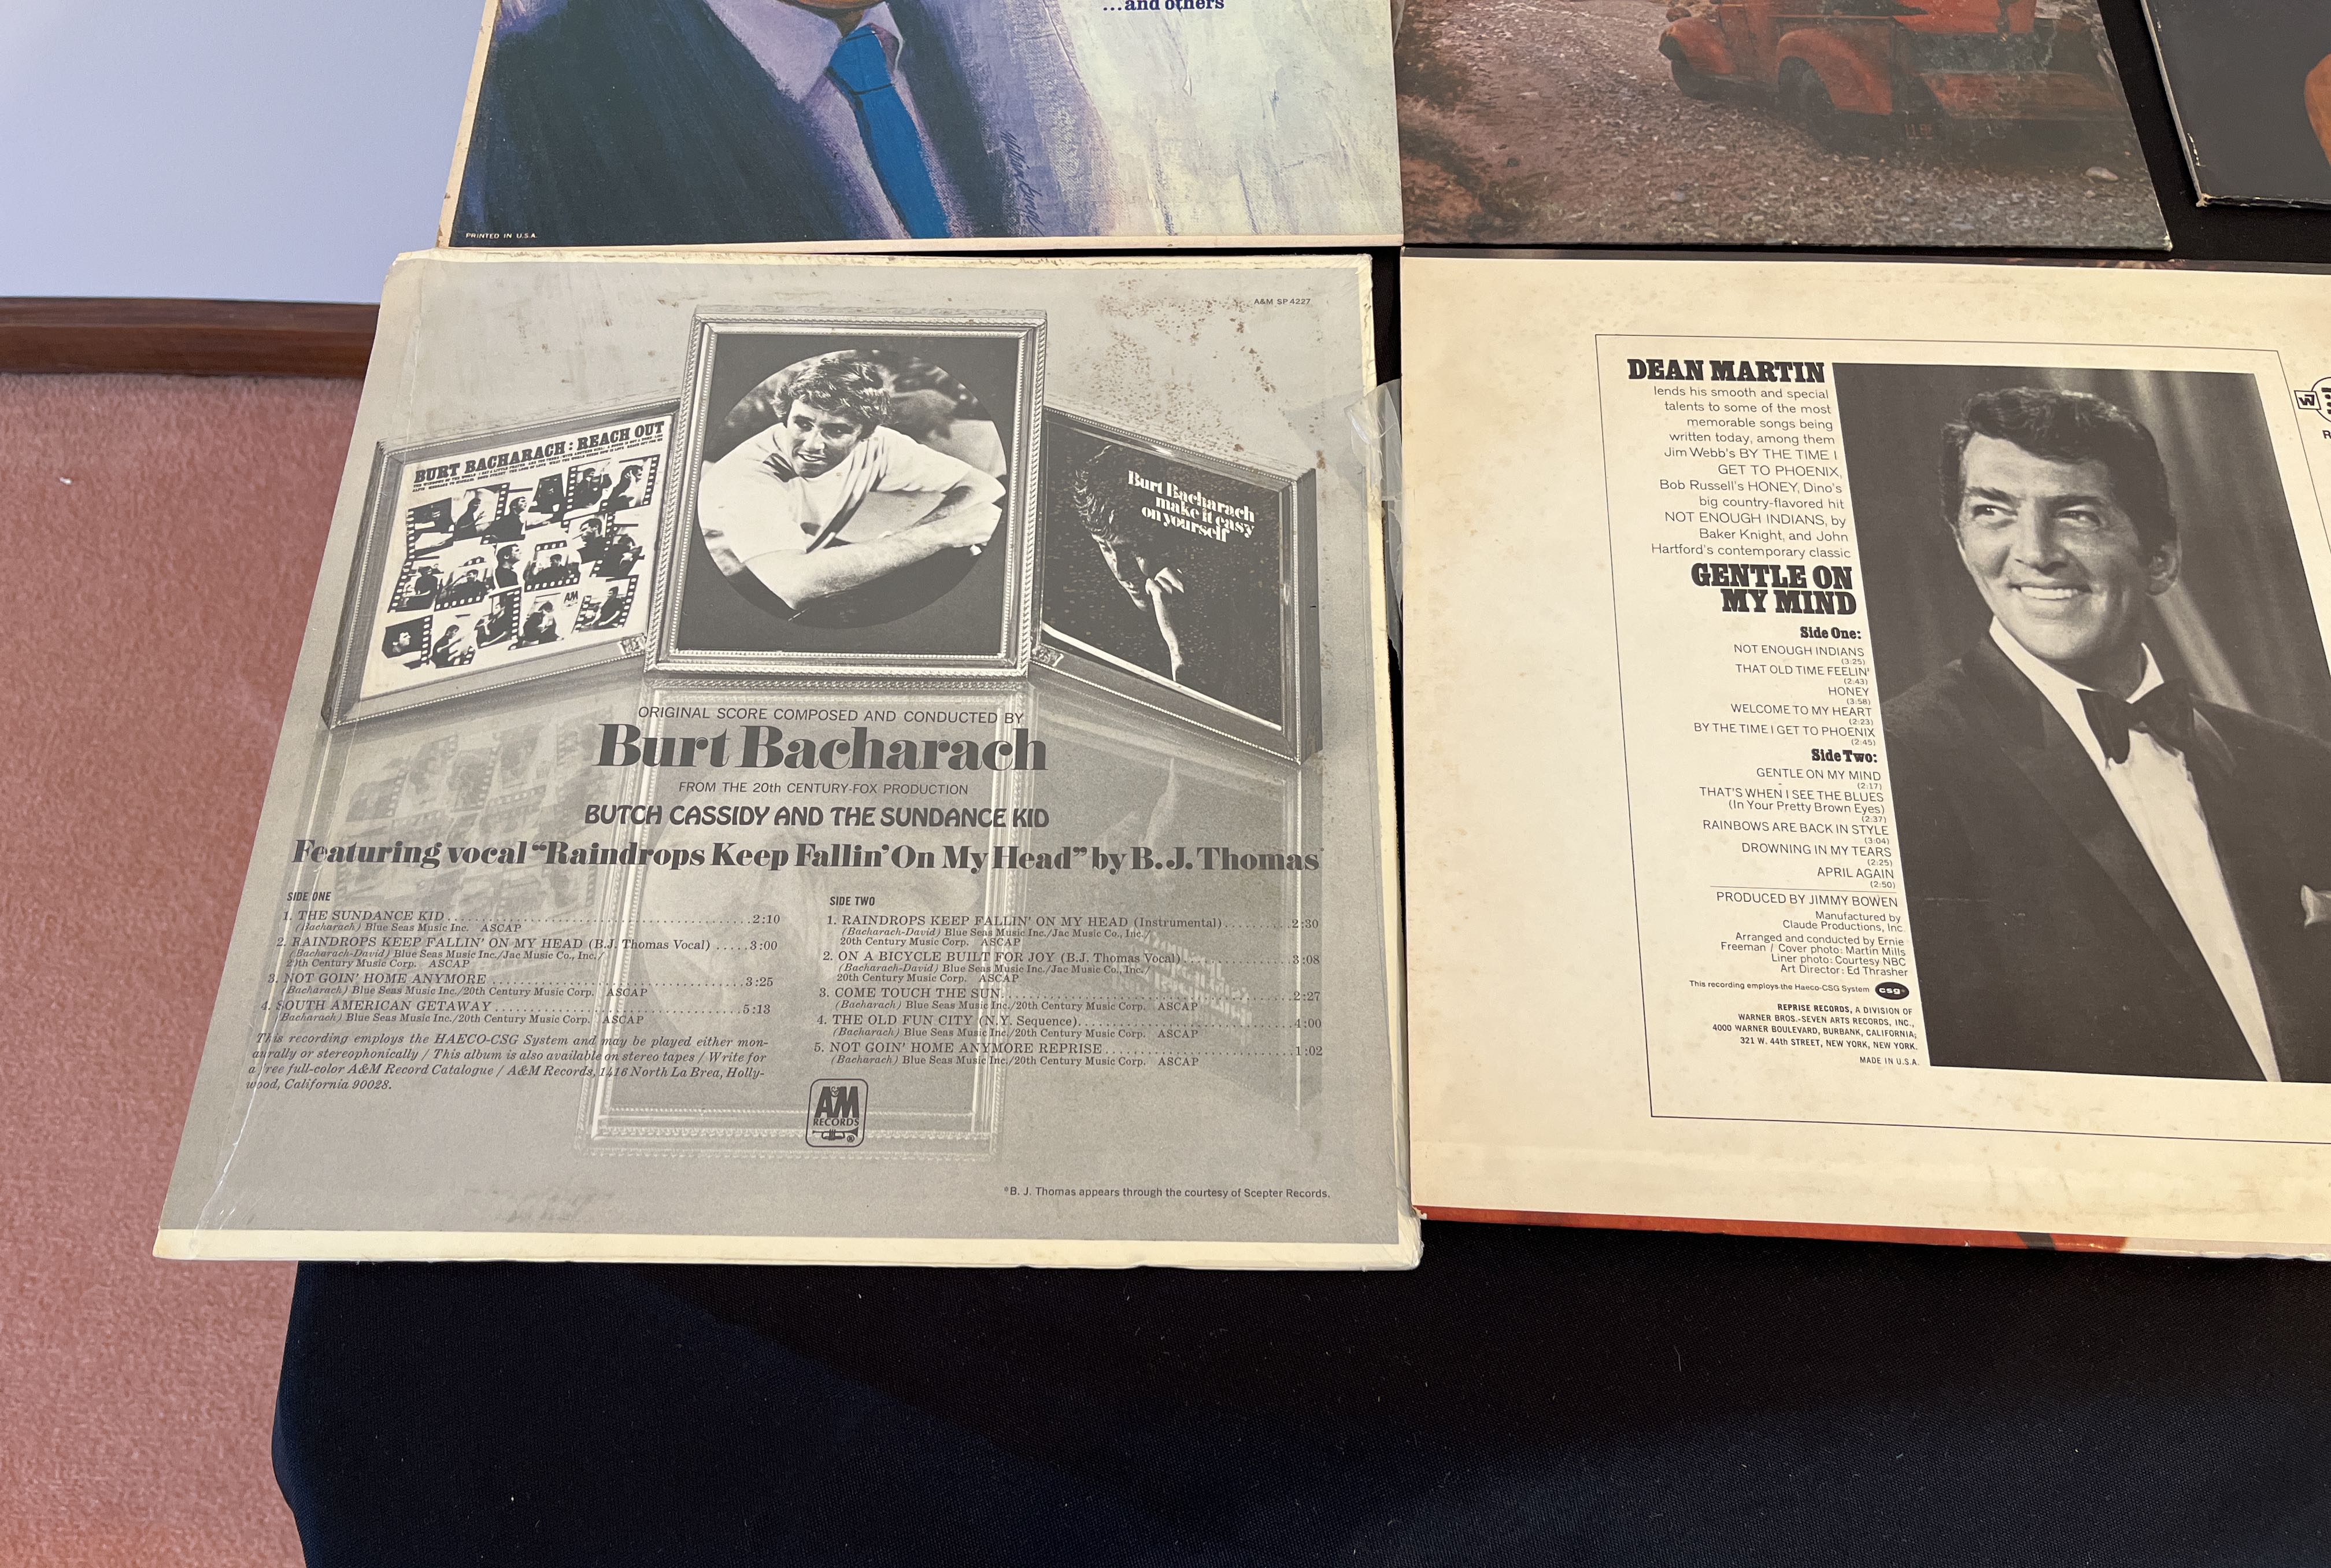 ...and others
PRINTED IN U.S.A.
A&M SP 4227
BURT BACHARACH : REACH OUT
A&M
Burt Bacharach
make it easy
on yourself
ORIGINAL SCORE COMPOSED AND CONDUCTED BY
Burt Bacharach
FROM THE 20th CENTURY-FOX PRODUCTION
BUTCH CASSIDY AND THE SUNDANCE KID
Featuring vocal “Raindrops Keep Fallin' On My Head” by B.J. Thomas*
SIDE ONE
1. THE SUNDANCE KID ........ 2:10
(Bacharach) Blue Seas Music Inc. ASCAP
2. RAINDROPS KEEP FALLIN' ON MY HEAD (B.J. Thomas Vocal) ..... 3:00
(Bacharach-David) Blue Seas Music Inc./Jac Music Co., Inc./
20th Century Music Corp. ASCAP
3. NOT GOIN' HOME ANYMORE ........ 3:25
(Bacharach) Blue Seas Music Inc./20th Century Music Corp. ASCAP
4. SOUTH AMERICAN GETAWAY ........ 5:13
(Bacharach) Blue Seas Music Inc./20th Century Music Corp. ASCAP
This recording employs the HAECO-CSG System and may be played either mon-
aurally or stereophonically / This album is also available on stereo tapes / Write for
a free full-color A&M Record Catalogue / A&M Records, 1416 North La Brea, Holly-
wood, California 90028.
SIDE TWO
1. RAINDROPS KEEP FALLIN' ON MY HEAD (Instrumental) ........ 2:30
(Bacharach-David) Blue Seas Music Inc./Jac Music Co., Inc./
20th Century Music Corp. ASCAP
2. ON A BICYCLE BUILT FOR JOY (B.J. Thomas Vocal) ........ 3:08
(Bacharach-David) Blue Seas Music Inc./Jac Music Co., Inc./
20th Century Music Corp. ASCAP
3. COME TOUCH THE SUN ........ 2:27
(Bacharach) Blue Seas Music Inc./20th Century Music Corp. ASCAP
4. THE OLD FUN CITY (N.Y. Sequence) ........ 4:00
(Bacharach) Blue Seas Music Inc./20th Century Music Corp. ASCAP
5. NOT GOIN' HOME ANYMORE REPRISE ........ 1:02
(Bacharach) Blue Seas Music Inc./20th Century Music Corp. ASCAP
A&M
RECORDS
®
*B. J. Thomas appears through the courtesy of Scepter Records.
DEAN MARTIN
lends his smooth and special
talents to some of the most
memorable songs being
written today, among them
Jim Webb's BY THE TIME I
GET TO PHOENIX,
Bob Russell's HONEY, Dino's
big country-flavored hit
NOT ENOUGH INDIANS, by
Baker Knight, and John
Hartford's contemporary classic
GENTLE ON
MY MIND
Side One:
NOT ENOUGH INDIANS
(3:25)
THAT OLD TIME FEELIN'
(2:43)
HONEY
(3:58)
WELCOME TO MY HEART
(2:23)
BY THE TIME I GET TO PHOENIX
(2:45)
Side Two:
GENTLE ON MY MIND
(2:17)
THAT'S WHEN I SEE THE BLUES
(In Your Pretty Brown Eyes)
(2:37)
RAINBOWS ARE BACK IN STYLE
(3:04)
DROWNING IN MY TEARS
(2:25)
APRIL AGAIN
(2:50)
PRODUCED BY JIMMY BOWEN
Manufactured by
Claude Productions, Inc.
Arranged and conducted by Ernie
Freeman / Cover photo: Martin Mills
Liner photo: Courtesy NBC
Art Director: Ed Thrasher
This recording employs the Haeco-CSG System csg
REPRISE RECORDS, A DIVISION OF
WARNER BROS.-SEVEN ARTS RECORDS, INC.,
4000 WARNER BOULEVARD, BURBANK, CALIFORNIA;
321 W. 44th STREET, NEW YORK, NEW YORK.
MADE IN U.S.A.
W